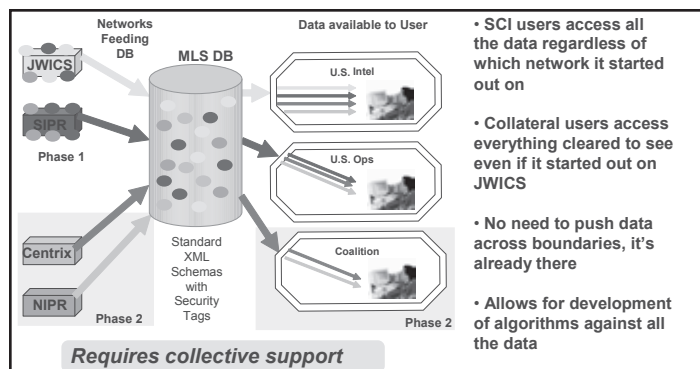 Networks
Feeding
DB
JWICS
SIPR
Phase 1
Centrix
NIPR
Phase 2
MLS DB
Standard
XML
Schemas
with
Security
Tags
Data available to User
U.S. Intel
U.S. Ops
Coalition
Phase 2
Requires collective support
• SCI users access all
the data regardless of
which network it started
out on
• Collateral users access
everything cleared to see
even if it started out on
JWICS
• No need to push data
across boundaries, it’s
already there
• Allows for development
of algorithms against all
the data